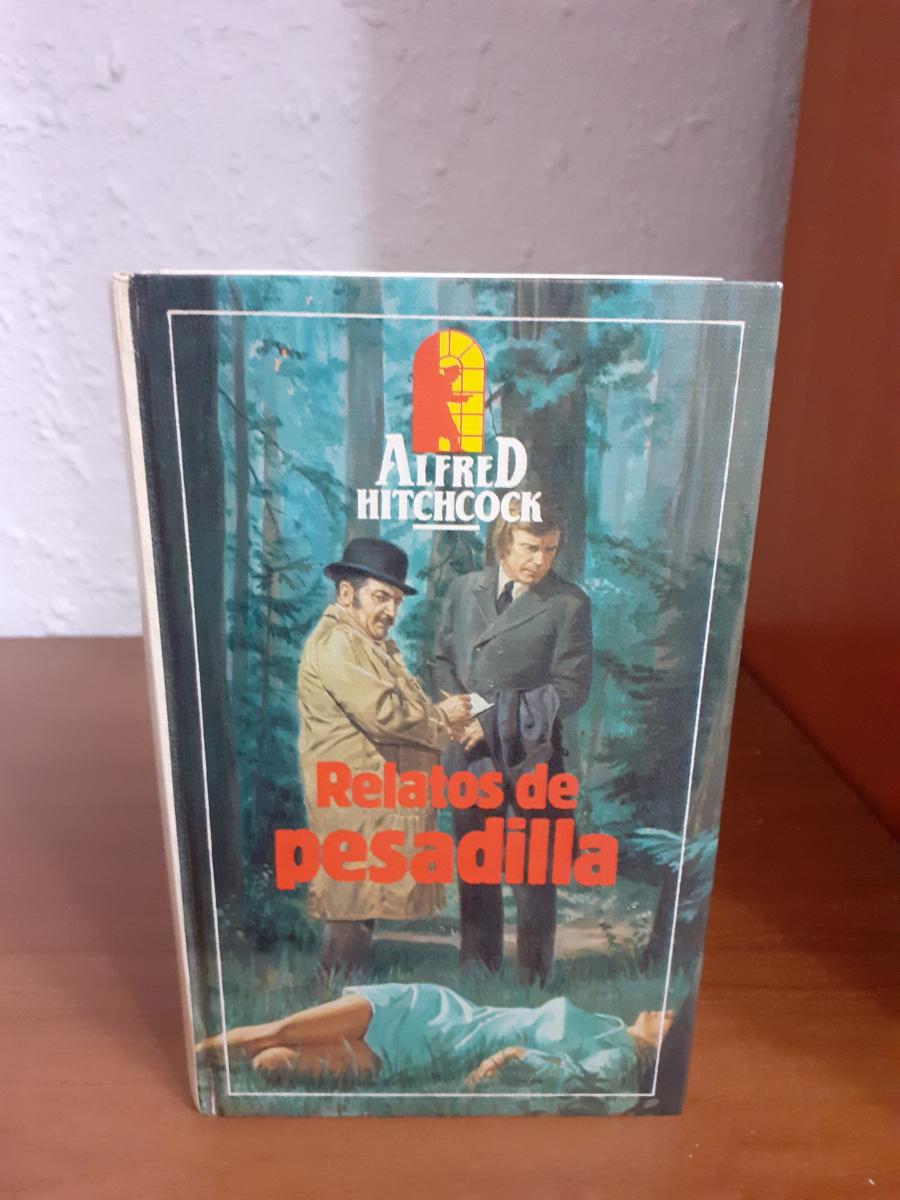 ALFRED
HITCHCOCK
Relatos de
pesadilla